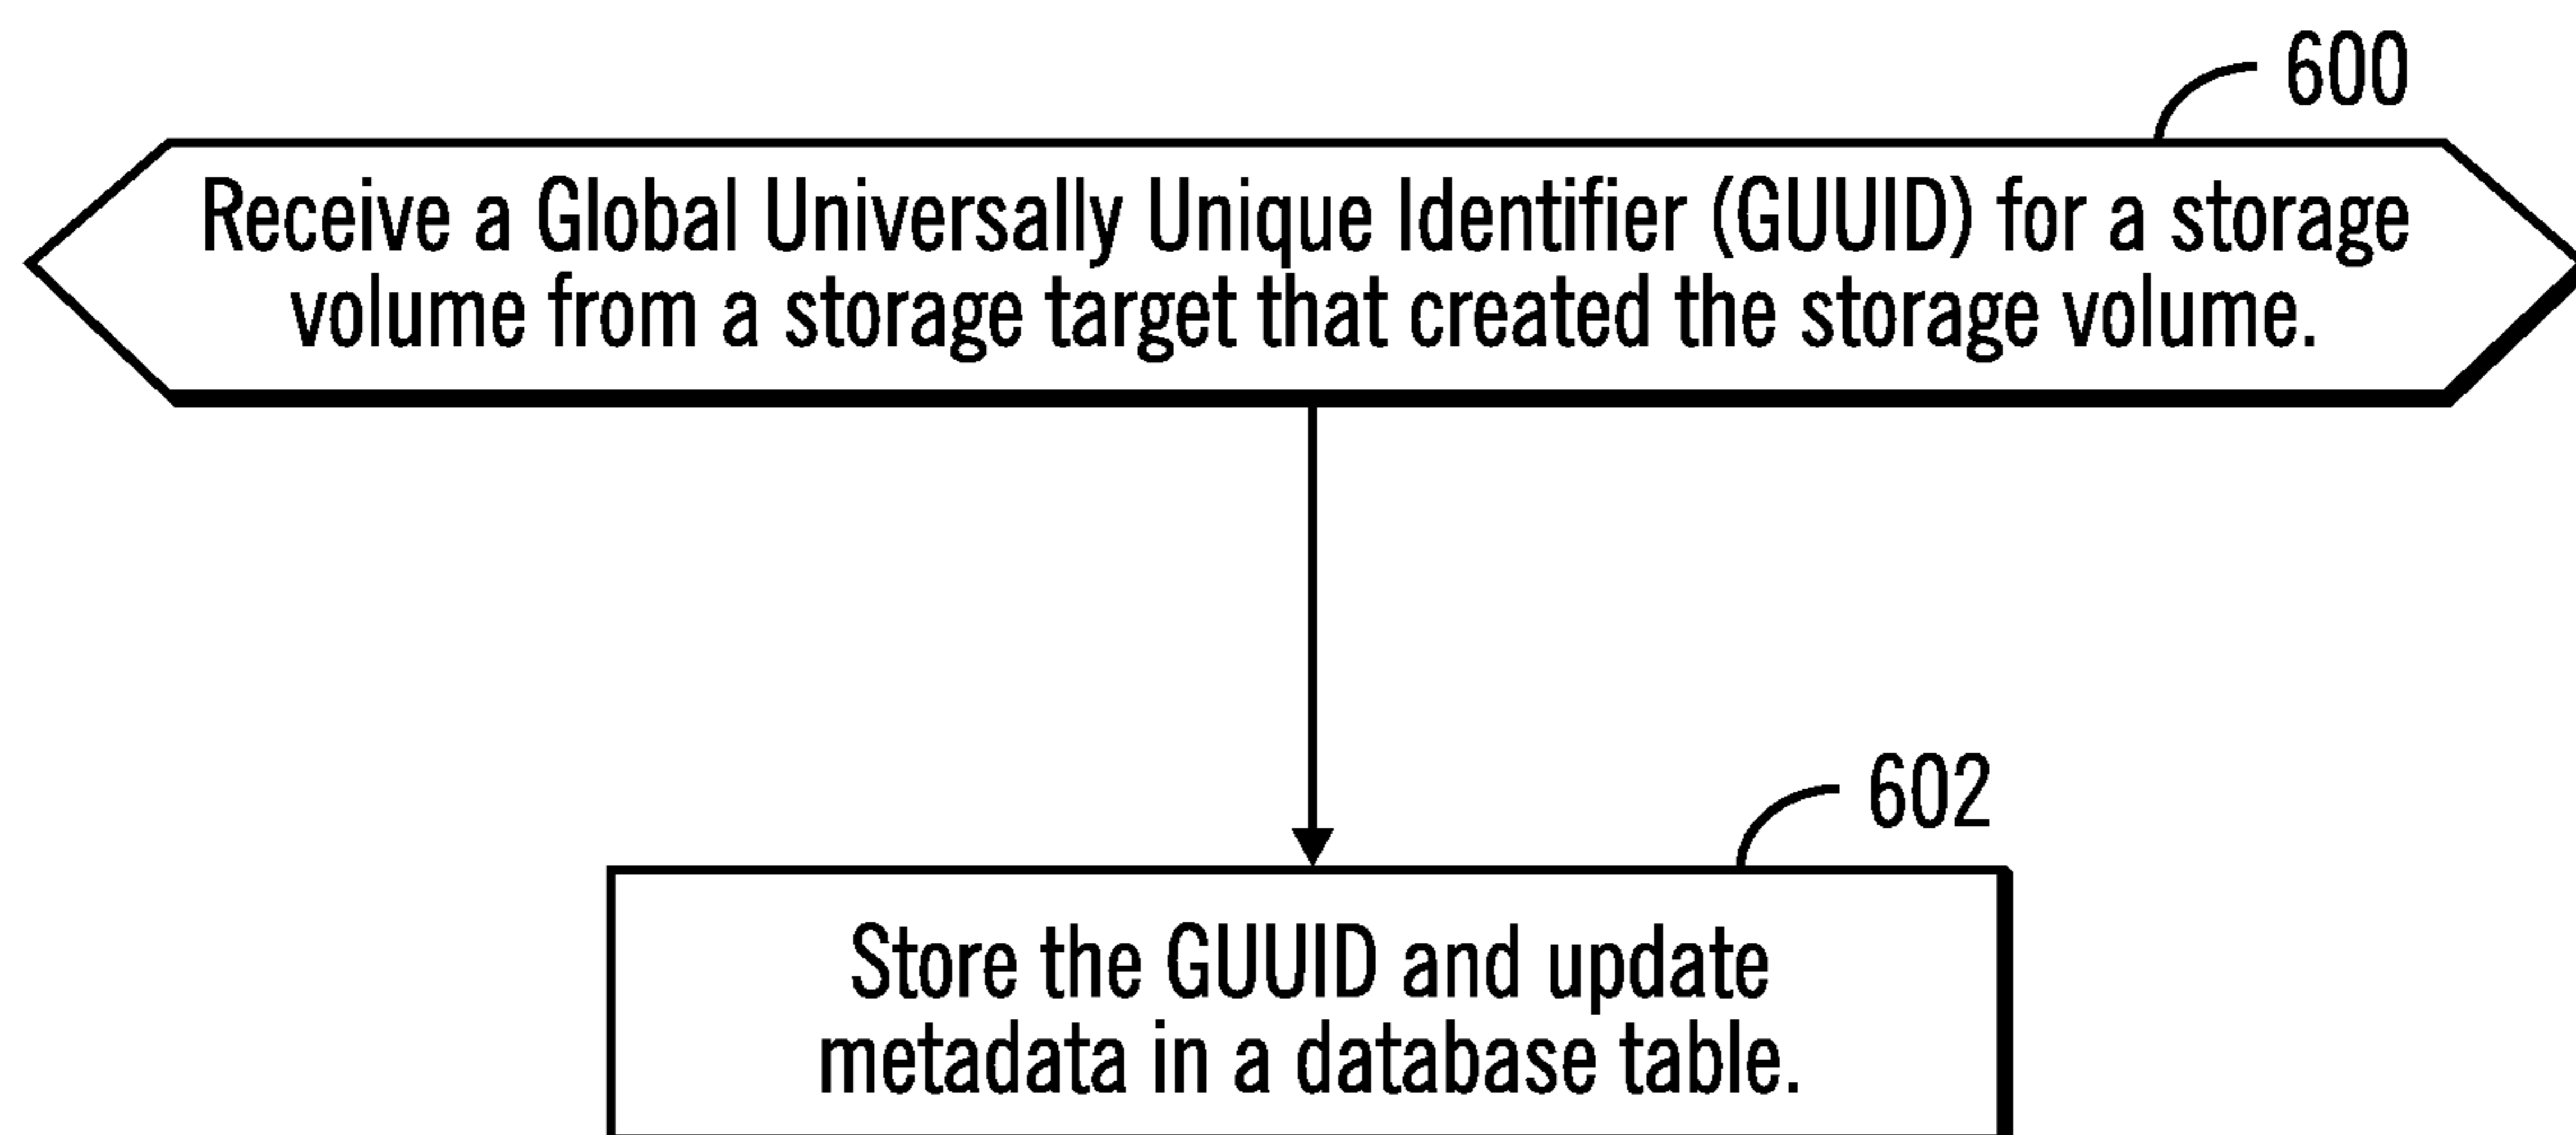 600
Receive a Global Universally Unique Identifier (GUUID) for a storage
volume from a storage target that created the storage volume.
602
Store the GUUID and update
metadata in a database table.